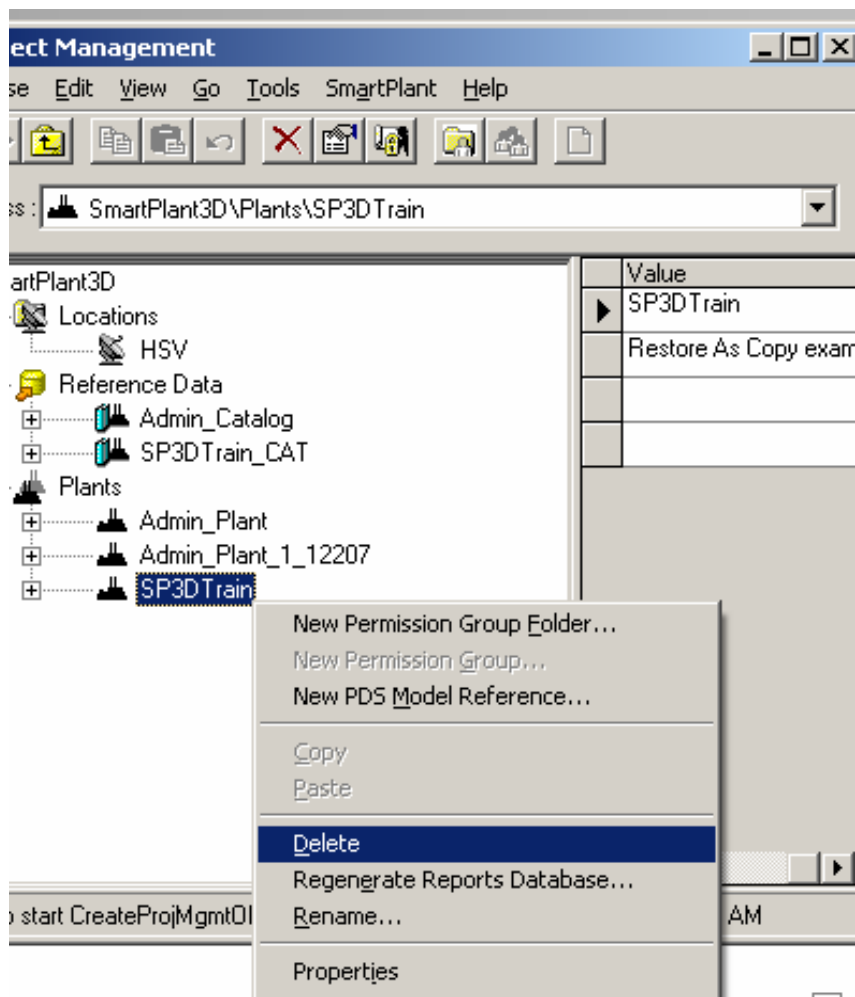 ect Management
se Edit View Go Tools SmartPlant Help
ss : SmartPlant3D\Plants\SP3DTrain
artPlant3D
Locations
HSV
Reference Data
Admin_Catalog
SP3DTrain_CAT
Plants
Admin_Plant
Admin_Plant_1_12207
SP3DTrain
Value
SP3DTrain
Restore As Copy exam
New Permission Group Folder...
New Permission Group...
New PDS Model Reference...
Copy
Paste
Delete
Regenerate Reports Database...
Rename...
Properties
o start CreateProjMgmtOl
AM